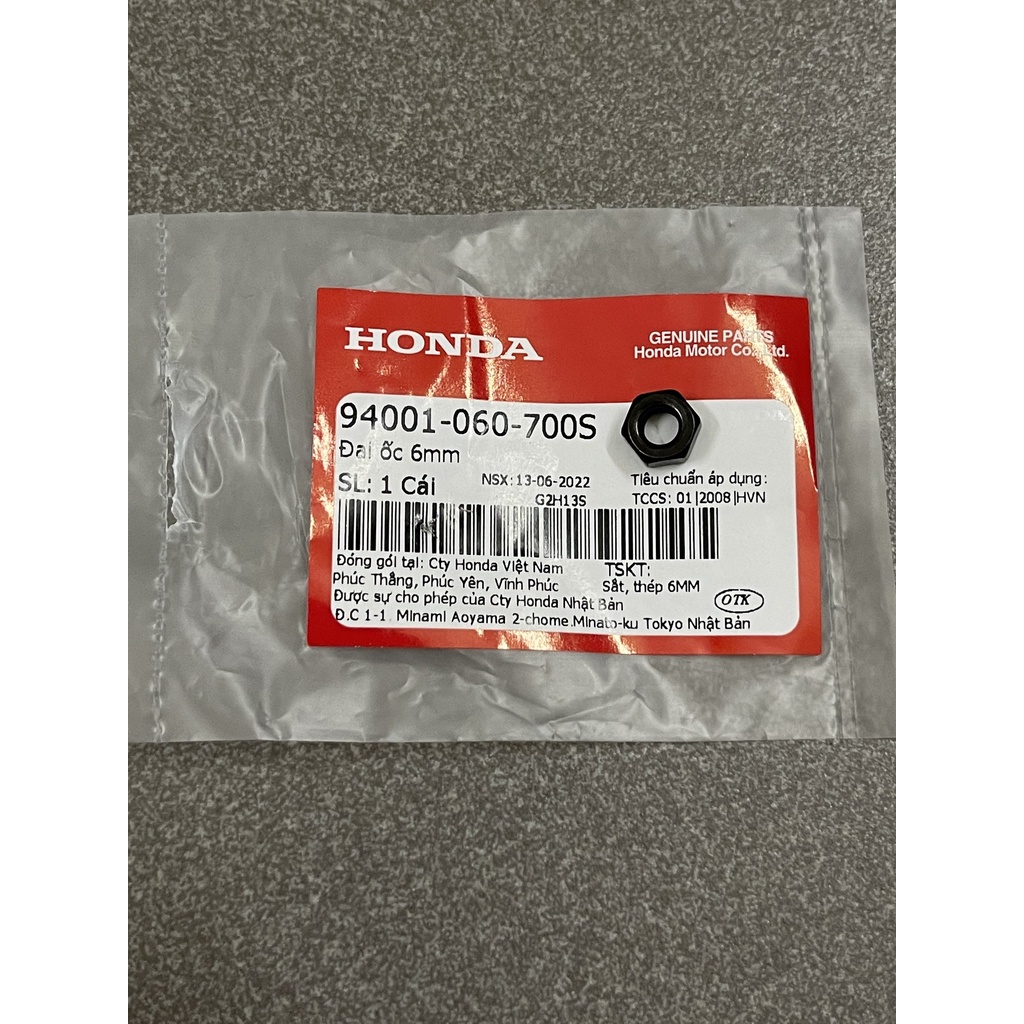 HONDA
GENUINE PARTS
Honda Motor Co., Ltd.
94001-060-700S
Đai ốc 6mm
SL: 1 Cái
NSX: 13-06-2022
G2H13S
Tiêu chuẩn áp dụng:
TCCS: 01|2008|HVN
Đóng gói tại: Cty Honda Việt Nam
Phúc Thắng, Phúc Yên, Vĩnh Phúc
TSKT:
Sắt, thép 6MM
Được sự cho phép của Cty Honda Nhật Bản
Đ.C 1-1. Minami Aoyama 2-chome.Minato-ku Tokyo Nhật Bản
OTK